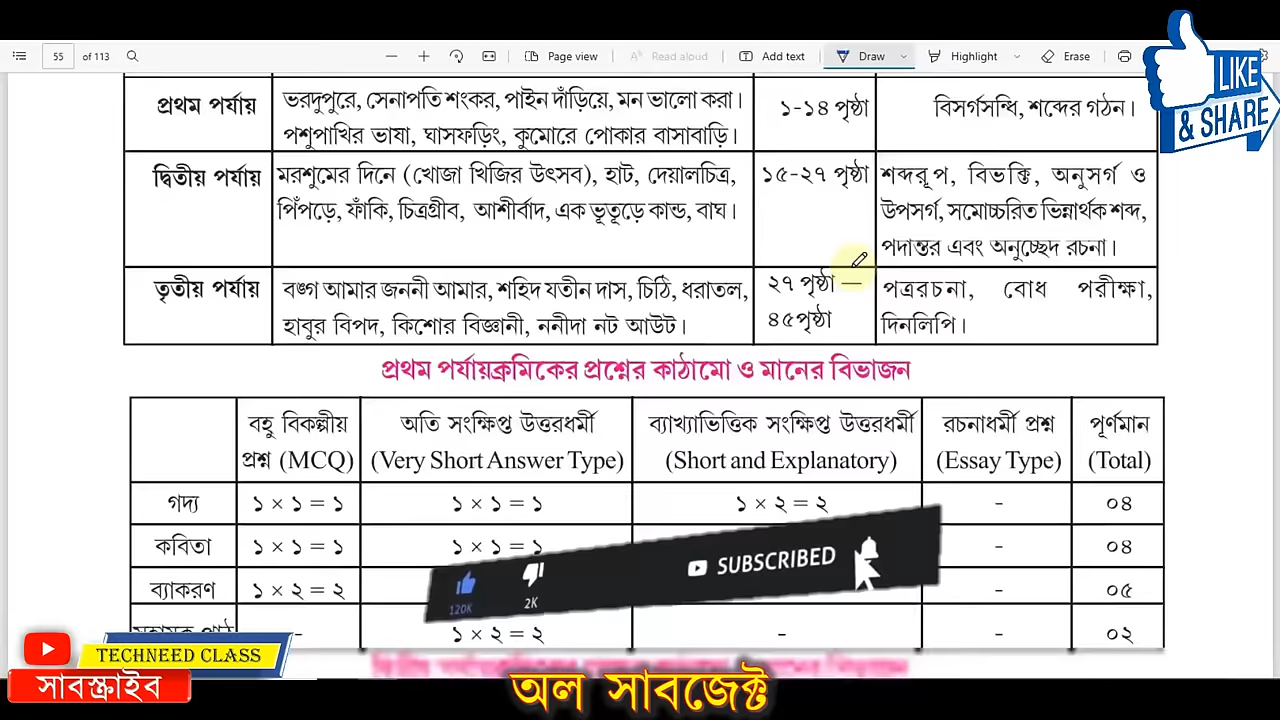 55 of 113 Page view Read aloud Add text Draw Highlight Erase
LIKE
& SHARE
প্রথম পর্যায় ভরদুপুরে, সেনাপতি শংকর, পাইন দাঁড়িয়ে, মন ভালো করা। ১-১৪ পৃষ্ঠা বিসর্গসন্ধি, শব্দের গঠন।
পশুপাখির ভাষা, ঘাসফড়িং, কুমোরে পোকার বাসাবাড়ি।
দ্বিতীয় পর্যায় মরশুমের দিনে (খোজা খিজির উৎসব), হাট, দেয়ালচিত্র, ১৫-২৭ পৃষ্ঠা শব্দরূপ, বিভক্তি, অনুসর্গ ও
পিঁপড়ে, ফাঁকি, চিত্রগ্রীব, আশীর্বাদ, এক ভূতূড়ে কান্ড, বাঘ। উপসর্গ, সমোচ্চরিত ভিন্নার্থক শব্দ,
পদান্তর এবং অনুচ্ছেদ রচনা।
তৃতীয় পর্যায় বঙ্গ আমার জননী আমার, শহিদ যতীন দাস, চিঠি, ধরাতল, ২৭ পৃষ্ঠা — পত্ররচনা, বোধ পরীক্ষা,
হাবুর বিপদ, কিশোর বিজ্ঞানী, ননীদা নট আউট। ৪৫পৃষ্ঠা দিনলিপি।
প্রথম পর্যায়ক্রমিকের প্রশ্নের কাঠামো ও মানের বিভাজন
বহু বিকল্পীয় অতি সংক্ষিপ্ত উত্তরধর্মী ব্যাখ্যাভিত্তিক সংক্ষিপ্ত উত্তরধর্মী রচনাধর্মী প্রশ্ন পূর্ণমান
প্রশ্ন (MCQ) (Very Short Answer Type) (Short and Explanatory) (Essay Type) (Total)
গদ্য ১ × ১ = ১ ১ × ১ = ১ ১ × ২ = ২ - ০৪
কবিতা ১ × ১ = ১ ১ × ১ = ১ - ০৪
ব্যাকরণ ১ × ২ = ২ - ০৫
- ১ × ২ = ২ - - ০২
120K 2K SUBSCRIBED
TECHNEED CLASS
সাবস্ক্রাইব
অল সাবজেক্ট